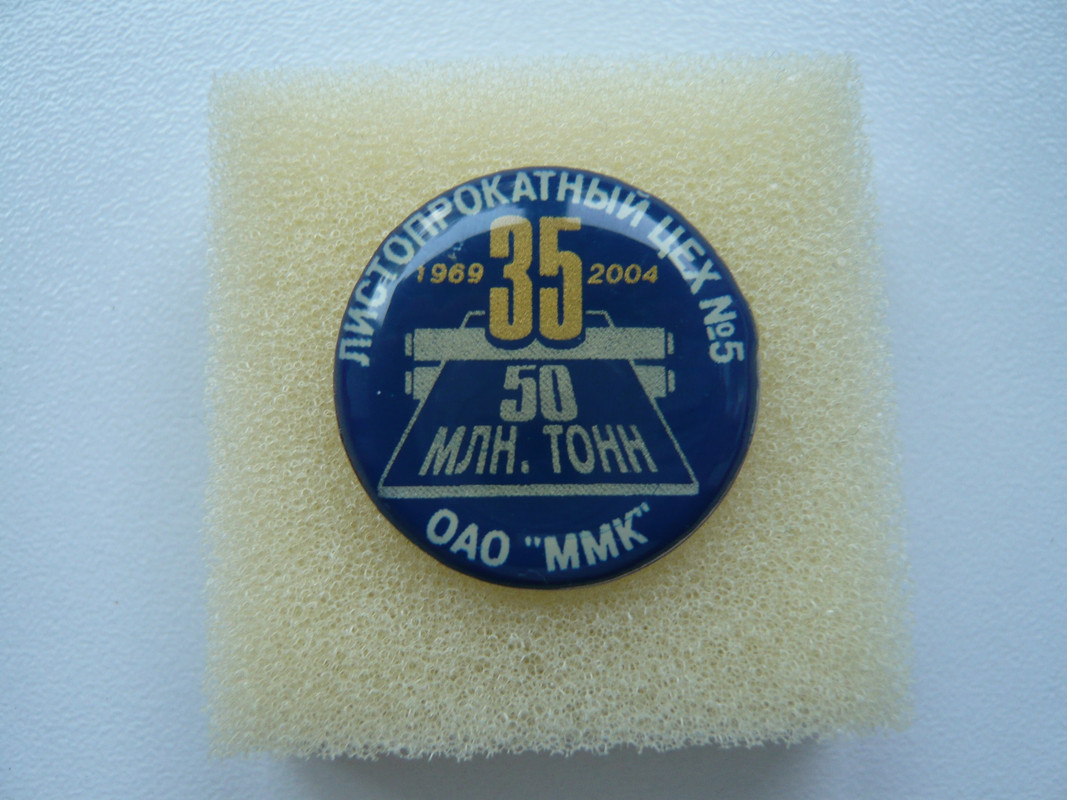 ЛИСТОПРОКАТНЫЙ ЦЕХ №5
1969 35 2004
50
МЛН. ТОНН
ОАО "ММК"